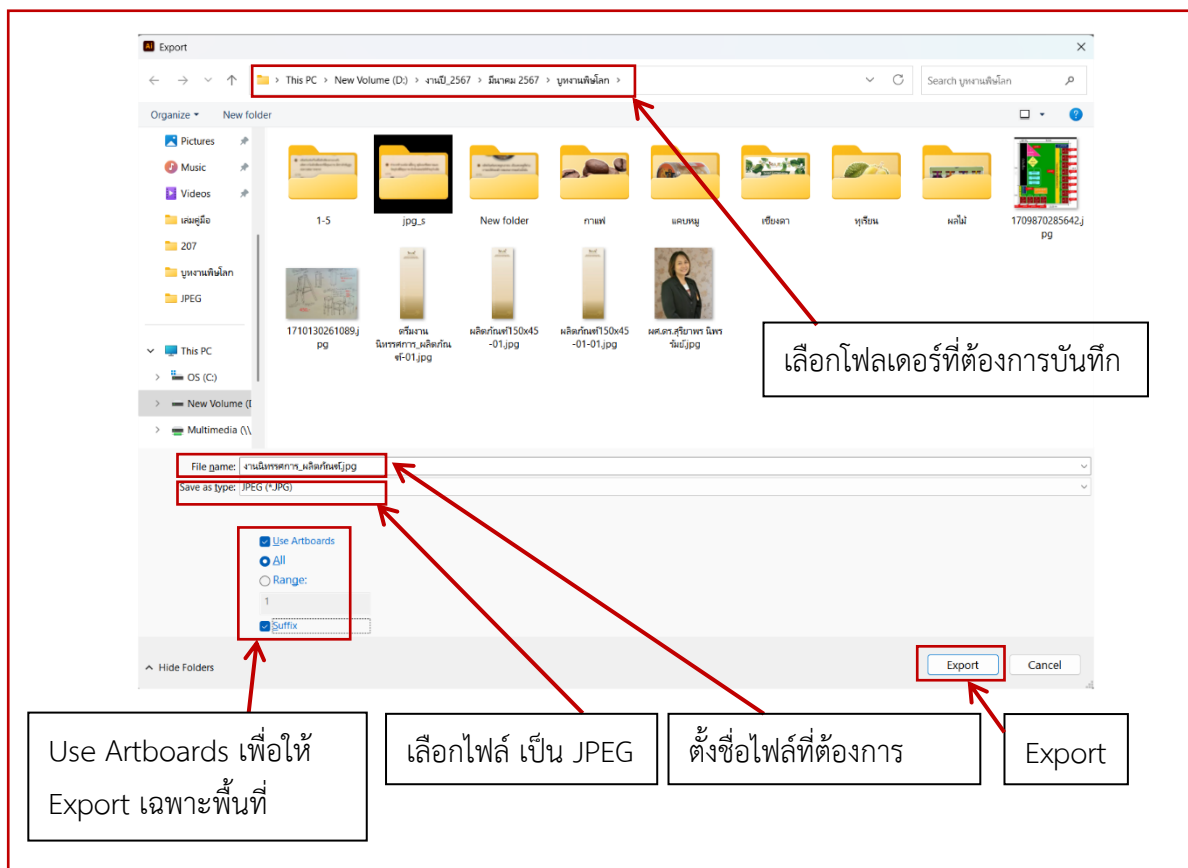 Export
This PC > New Volume (D:) > งานปี_2567 > มีนาคม 2567 > บูทงานพิษโลก >
Search บูทงานพิษโลก
Organize
New folder
Pictures
Music
Videos
เล่มคู่มือ
207
บูทงานพิษโลก
JPEG
This PC
OS (C:)
New Volume (D
Multimedia (\\
1-5
jpg_s
New folder
กาแฟ
แคบหมู
เชียงดา
ทุเรียน
ผลไม้
1709870285642.j
pg
1710130261089.j
pg
ตรีมงาน
นิทรรศการ_ผลิตภัณ
ฑ์-01.jpg
ผลิตภัณฑ์150x45
-01.jpg
ผลิตภัณฑ์150x45
-01-01.jpg
ผศ.ดร.สุริยาพร นิพร
รัมย์.jpg
เลือกโฟลเดอร์ที่ต้องการบันทึก
File name: งานนิทรรศการ_ผลิตภัณฑ์.jpg
Save as type: JPEG (*.JPG)
Use Artboards
All
Range:
1
Suffix
Hide Folders
Export
Cancel
Use Artboards เพื่อให้
Export เฉพาะพื้นที่
เลือกไฟล์ เป็น JPEG
ตั้งชื่อไฟล์ที่ต้องการ
Export